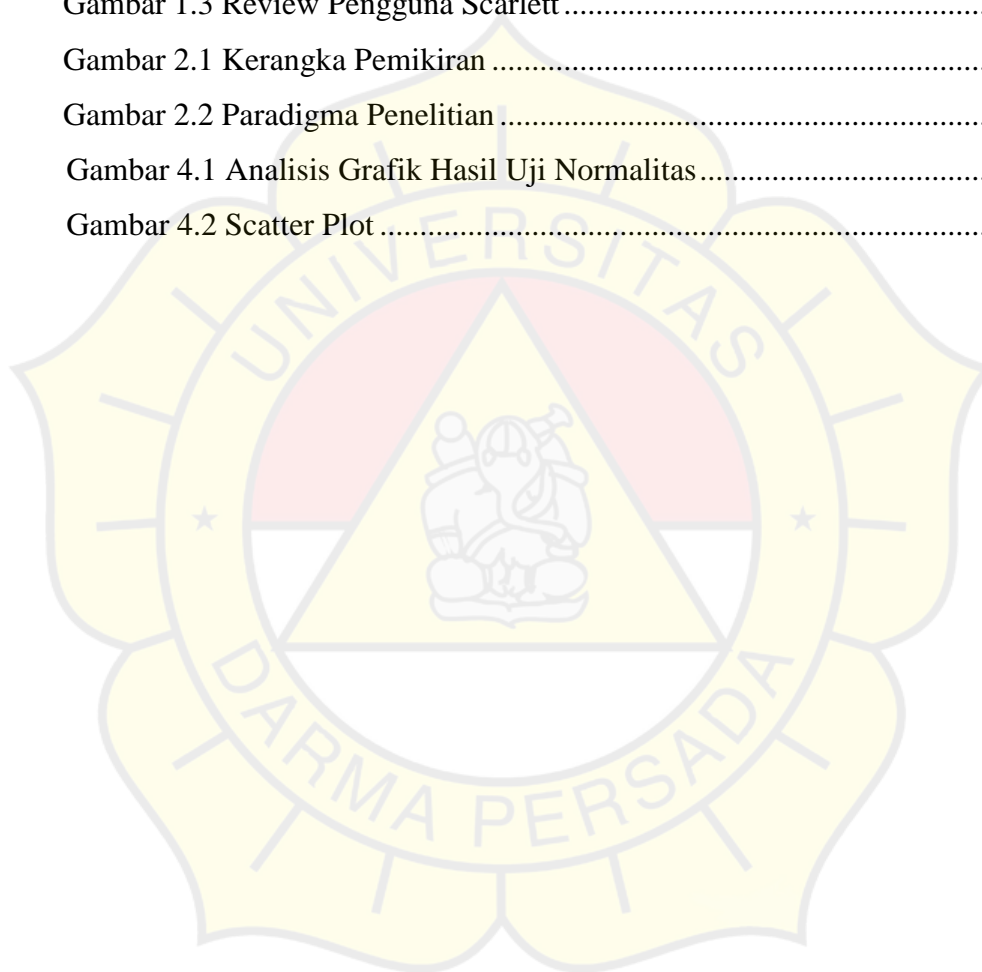 Gambar 1.3 Review Pengguna Scarlett ....................................................
Gambar 2.1 Kerangka Pemikiran .............................................................
Gambar 2.2 Paradigma Penelitian ............................................................
Gambar 4.1 Analisis Grafik Hasil Uji Normalitas ...................................
Gambar 4.2 Scatter Plot ...........................................................................
UNIVERSITAS
DARMA PERSADA